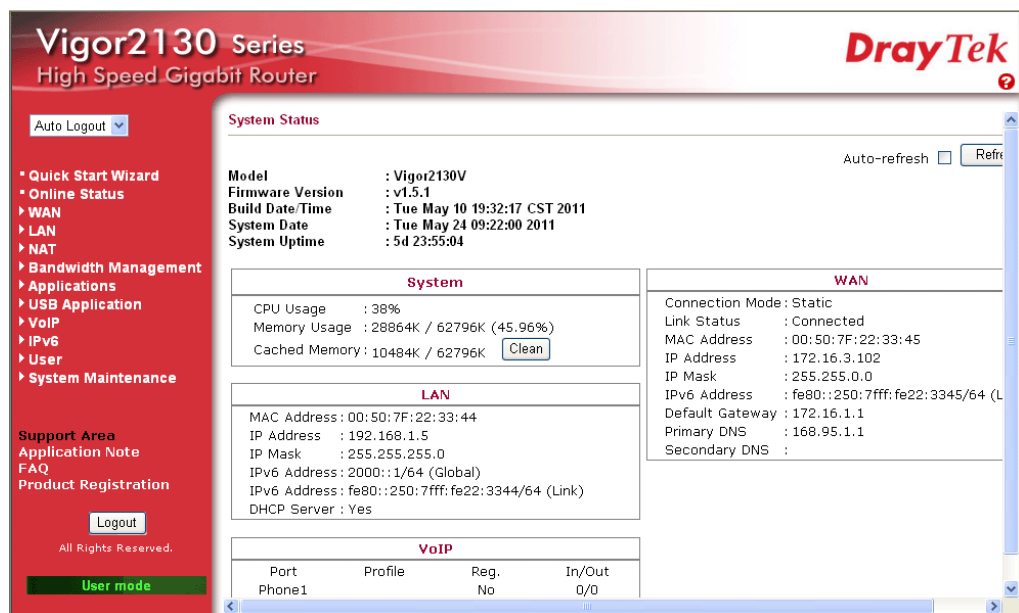 Vigor2130 Series
High Speed Gigabit Router
DrayTek
?
Auto Logout
Quick Start Wizard
Online Status
WAN
LAN
NAT
Bandwidth Management
Applications
USB Application
VoIP
IPv6
User
System Maintenance
Support Area
Application Note
FAQ
Product Registration
Logout
All Rights Reserved.
User mode
System Status
Auto-refresh Refre
Model : Vigor2130V
Firmware Version : v1.5.1
Build Date/Time : Tue May 10 19:32:17 CST 2011
System Date : Tue May 24 09:22:00 2011
System Uptime : 5d 23:55:04
System
CPU Usage : 38%
Memory Usage : 28864K / 62796K (45.96%)
Cached Memory : 10484K / 62796K Clean
LAN
MAC Address : 00:50:7F:22:33:44
IP Address : 192.168.1.5
IP Mask : 255.255.255.0
IPv6 Address : 2000::1/64 (Global)
IPv6 Address : fe80::250:7fff:fe22:3344/64 (Link)
DHCP Server : Yes
VoIP
Port Profile Reg. In/Out
Phone1 No 0/0
WAN
Connection Mode : Static
Link Status : Connected
MAC Address : 00:50:7F:22:33:45
IP Address : 172.16.3.102
IP Mask : 255.255.0.0
IPv6 Address : fe80::250:7fff:fe22:3345/64 (L
Default Gateway : 172.16.1.1
Primary DNS : 168.95.1.1
Secondary DNS :